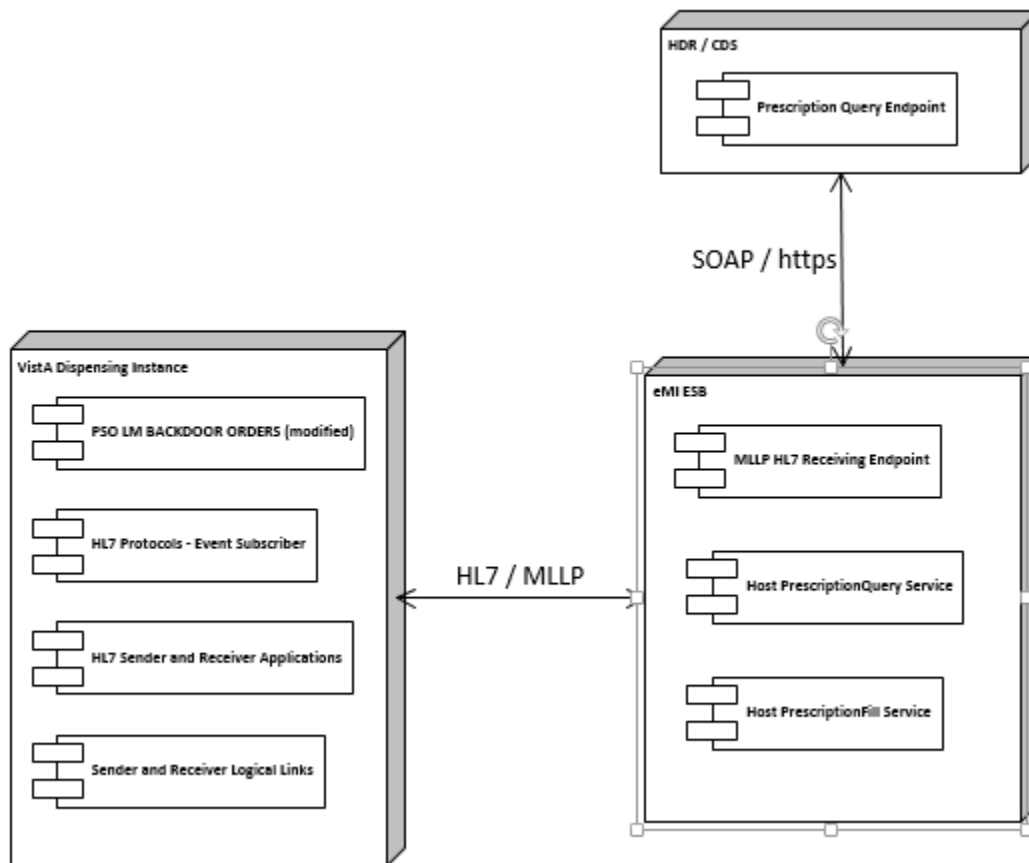 HDR / CDS
Prescription Query Endpoint
SOAP / https
VistA Dispensing Instance
PSO LM BACKDOOR ORDERS (modified)
HL7 Protocols - Event Subscriber
HL7 Sender and Receiver Applications
Sender and Receiver Logical Links
HL7 / MLLP
eMI ESB
MLLP HL7 Receiving Endpoint
Host PrescriptionQuery Service
Host PrescriptionFill Service